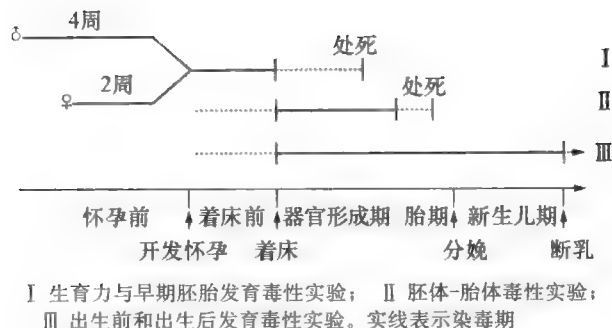 ♂ 4周
处死 Ⅰ
♀ 2周 处死 Ⅱ
Ⅲ
怀孕前 着床前 器官形成期 胎期 新生儿期
开发怀孕 着床 分娩 断乳
Ⅰ 生育力与早期胚胎发育毒性实验; Ⅱ 胚体-胎体毒性实验;
Ⅲ 出生前和出生后发育毒性实验。实线表示染毒期